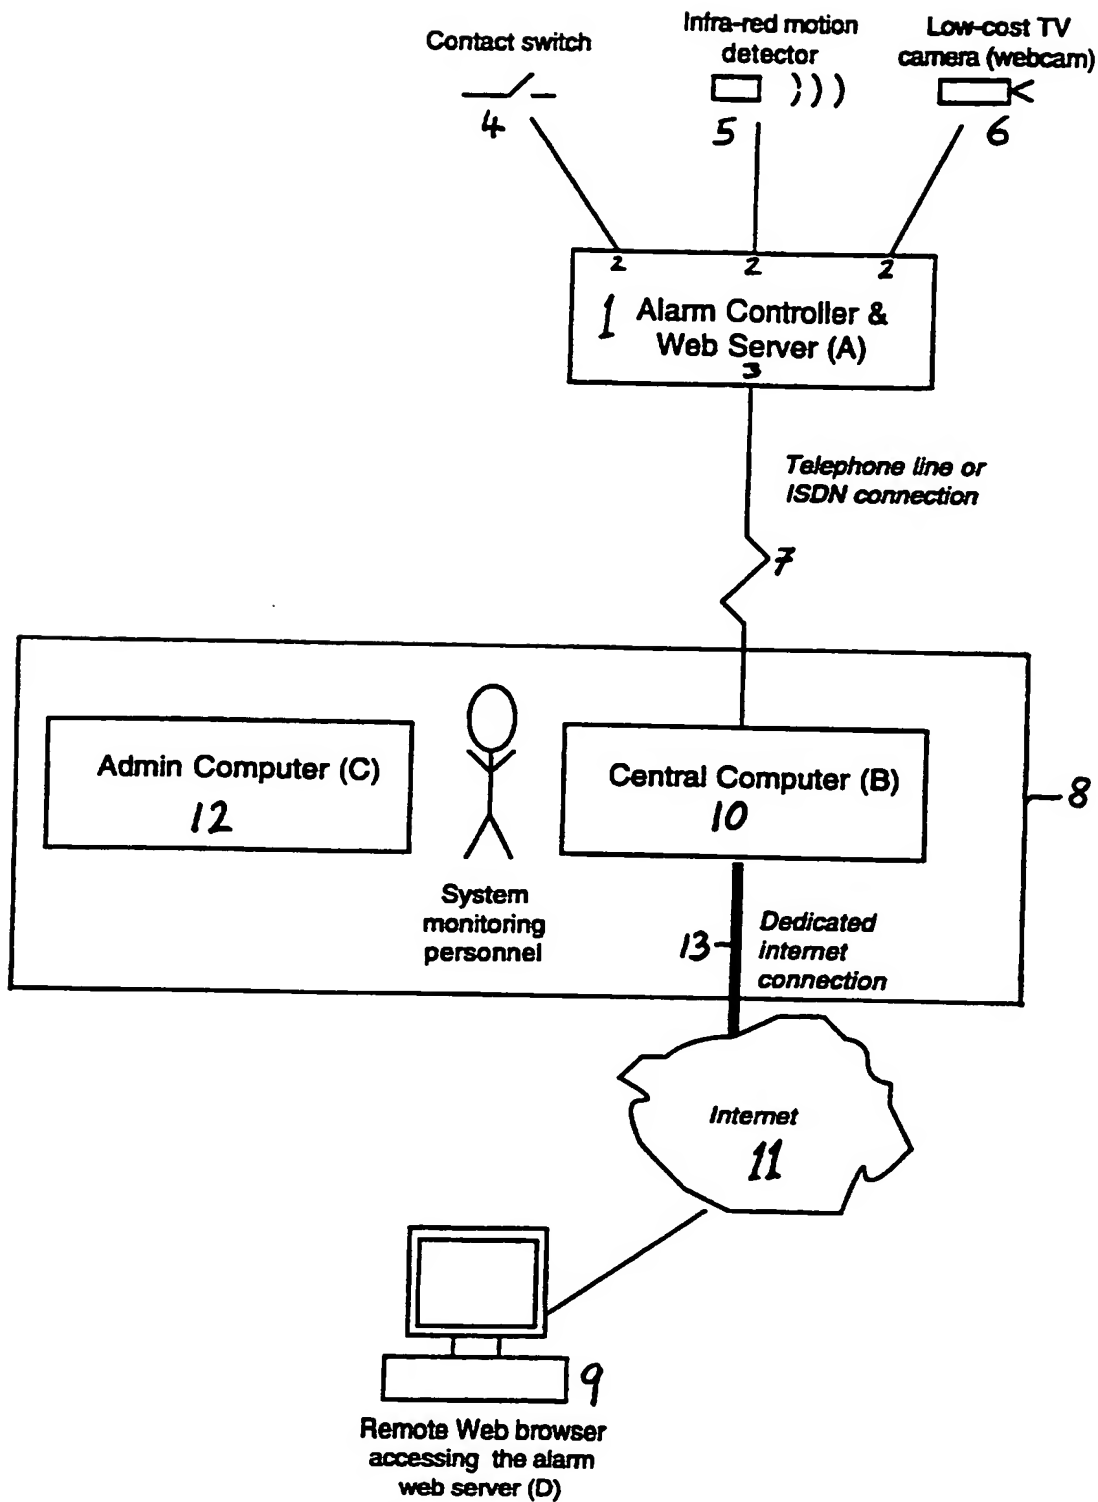 Contact switch
4
Infra-red motion
detector
5
Low-cost TV
camera (webcam)
6
2
2
2
1 Alarm Controller &
Web Server (A)
3
Telephone line or
ISDN connection
7
8
Admin Computer (C)
12
System
monitoring
personnel
Central Computer (B)
10
13
Dedicated
internet
connection
Internet
11
9
Remote Web browser
accessing the alarm
web server (D)